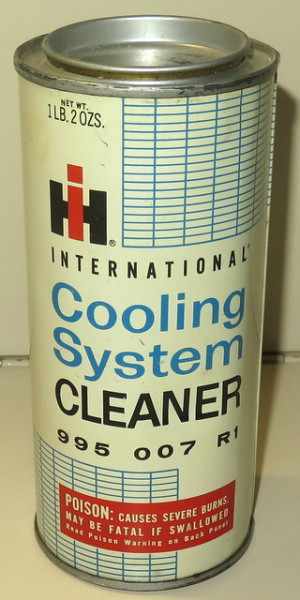 NET WT.
1 LB. 2 OZS.
IH®
INTERNATIONAL®
Cooling
System
CLEANER
995 007 R1
POISON: CAUSES SEVERE BURNS.
MAY BE FATAL IF SWALLOWED
Read Poison Warning on Back Panel